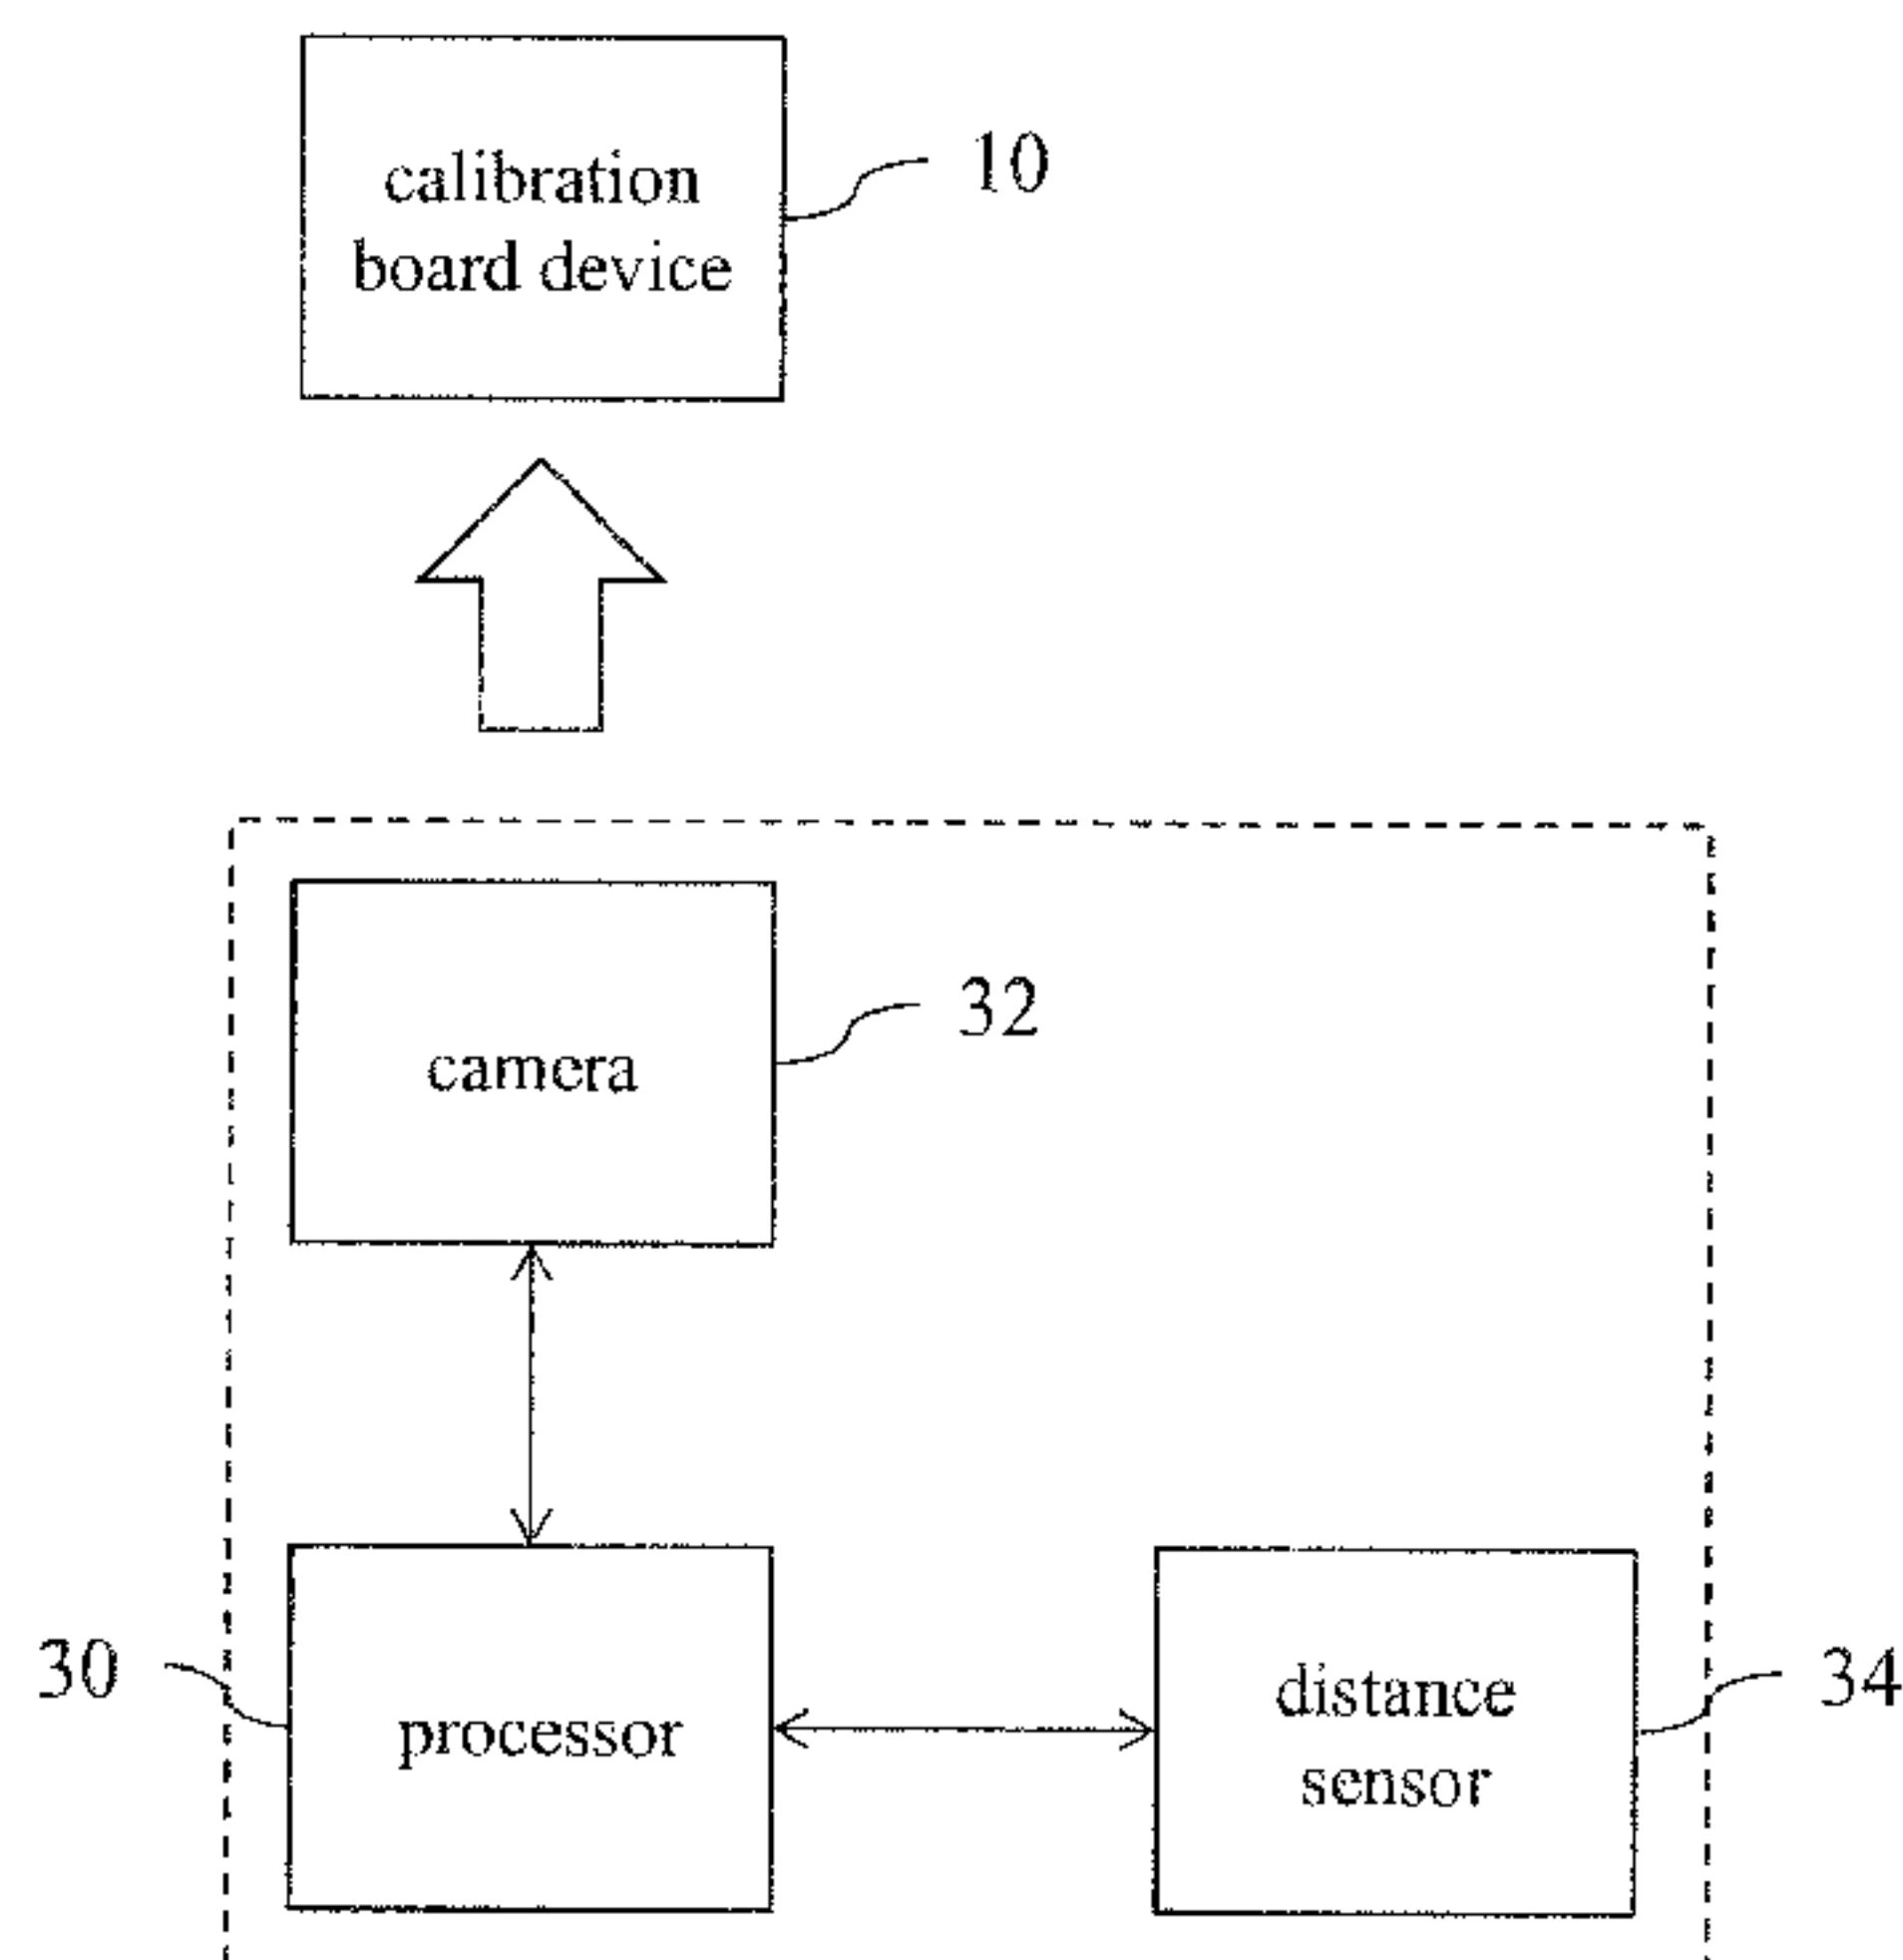 calibration
board device
10
camera
32
30
processor
distance
sensor
34